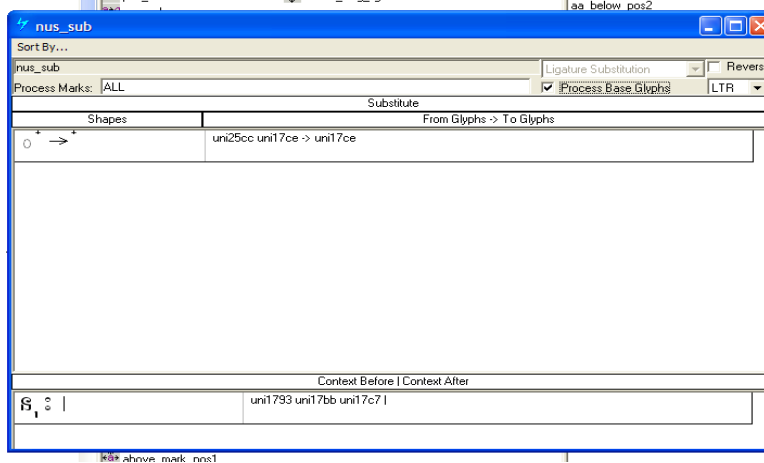 aa_below_pos2
nus_sub
Sort By...
nus_sub Ligature Substitution Revers
Process Marks: ALL Process Base Glyphs LTR
Substitute
Shapes From Glyphs -> To Glyphs
uni25cc uni17ce -> uni17ce
Context Before | Context After
ន ុ ះ | uni1793 uni17bb uni17c7 |
above_mark_pos1